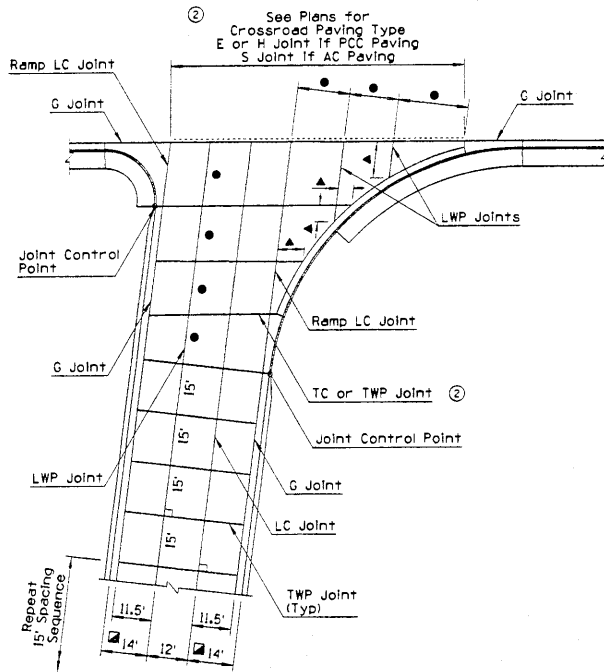 ②
See Plans for
Crossroad Paving Type
E or H Joint if PCC Paving
S Joint if AC Paving
Ramp LC Joint
G Joint
G Joint
LWP Joints
Joint Control
Point
Ramp LC Joint
G Joint
TC or TWP Joint ②
Joint Control Point
15'
15'
LWP Joint
G Joint
15'
LC Joint
15'
TWP Joint
(Typ)
Repeat
15' Spacing
Sequence
11.5'
11.5'
14'
12'
14'